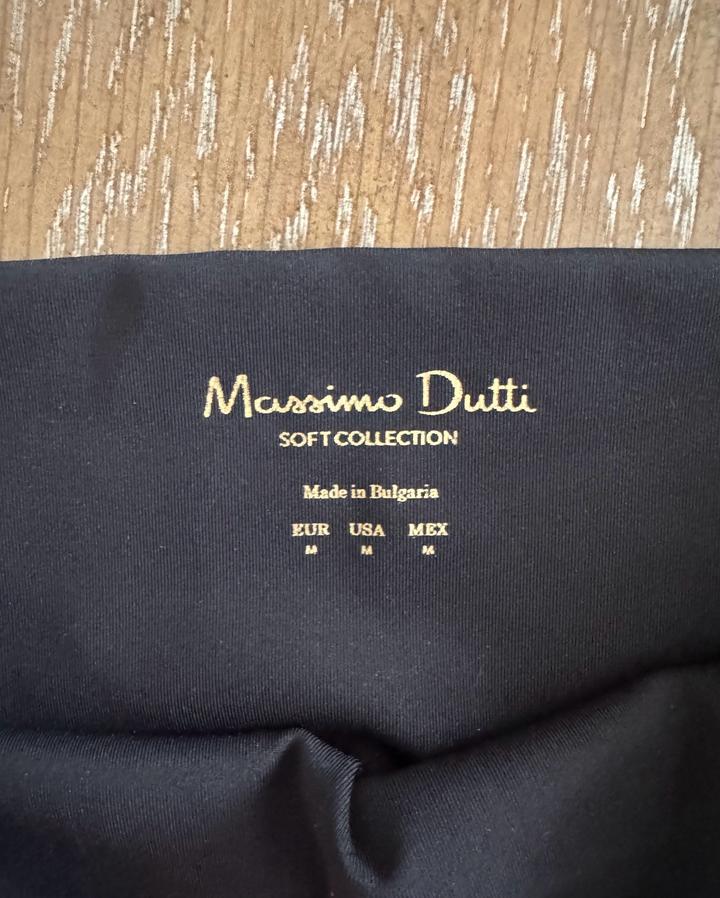 Massimo Dutti
SOFT COLLECTION
Made in Bulgaria
EUR USA MEX
M M M